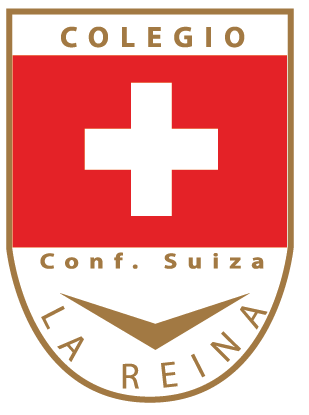 COLEGIO
Conf. Suiza
LA REINA